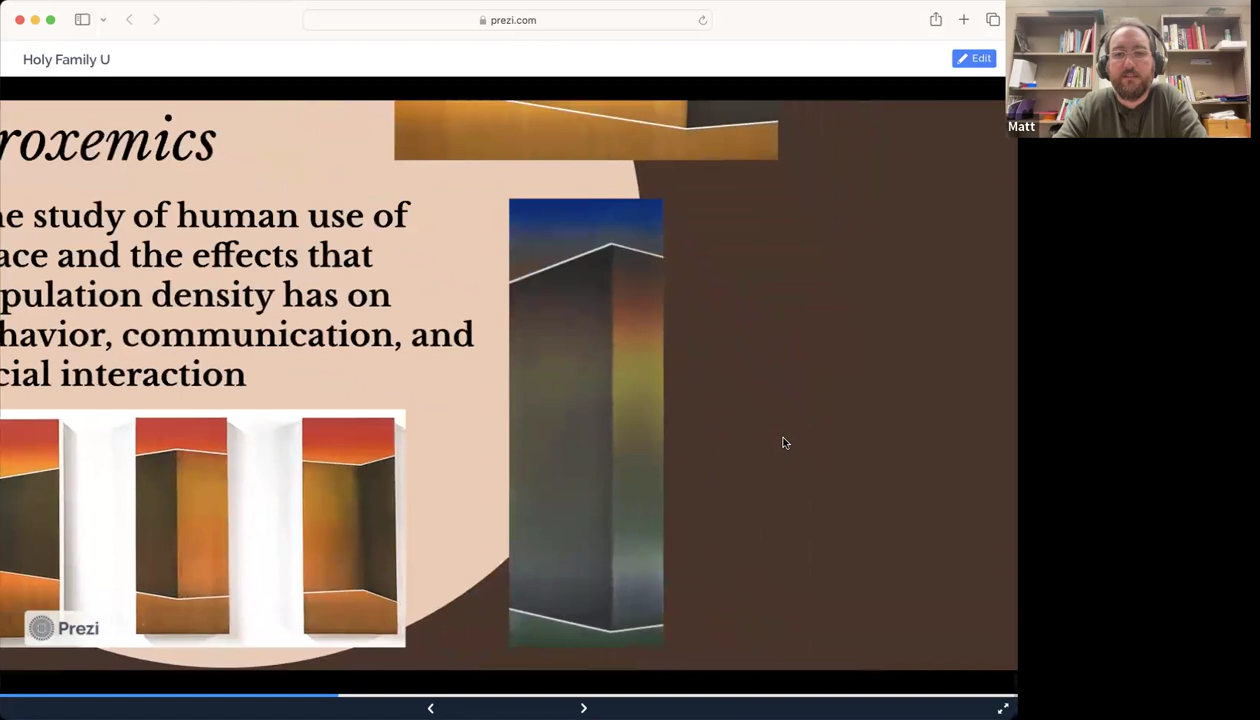 prezi.com
Holy Family U
Edit
Matt
roxemics
he study of human use of
ace and the effects that
pulation density has on
havior, communication, and
cial interaction
Prezi